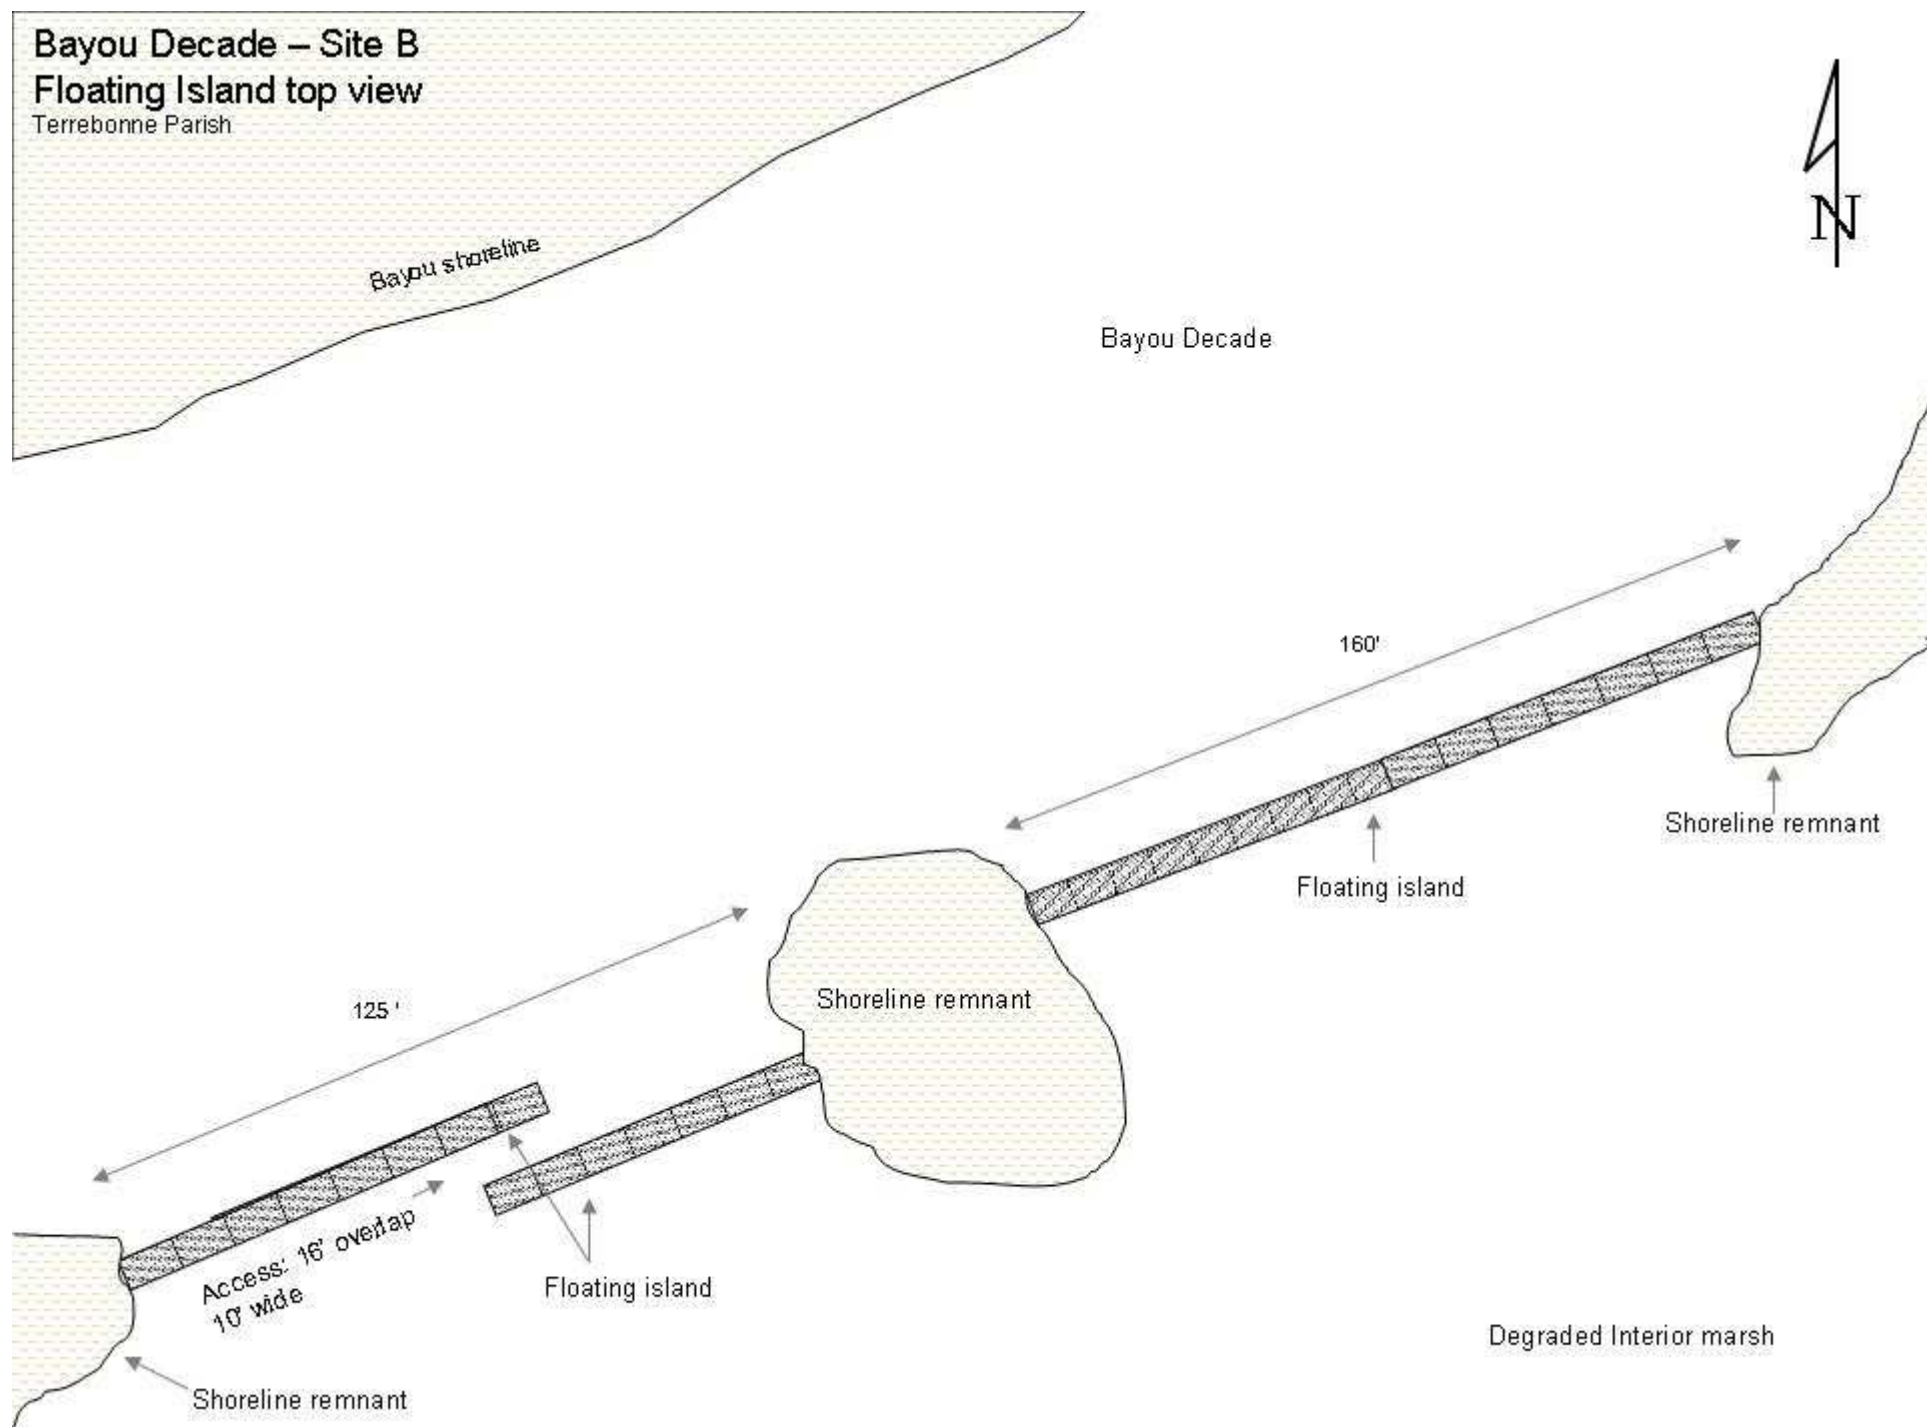 Bayou Decade – Site B
Floating Island top view
Terrebonne Parish
N
Bayou shoreline
Bayou Decade
160'
Shoreline remnant
Floating island
Shoreline remnant
125 '
Access: 16' overlap
10' wide
Floating island
Degraded Interior marsh
Shoreline remnant